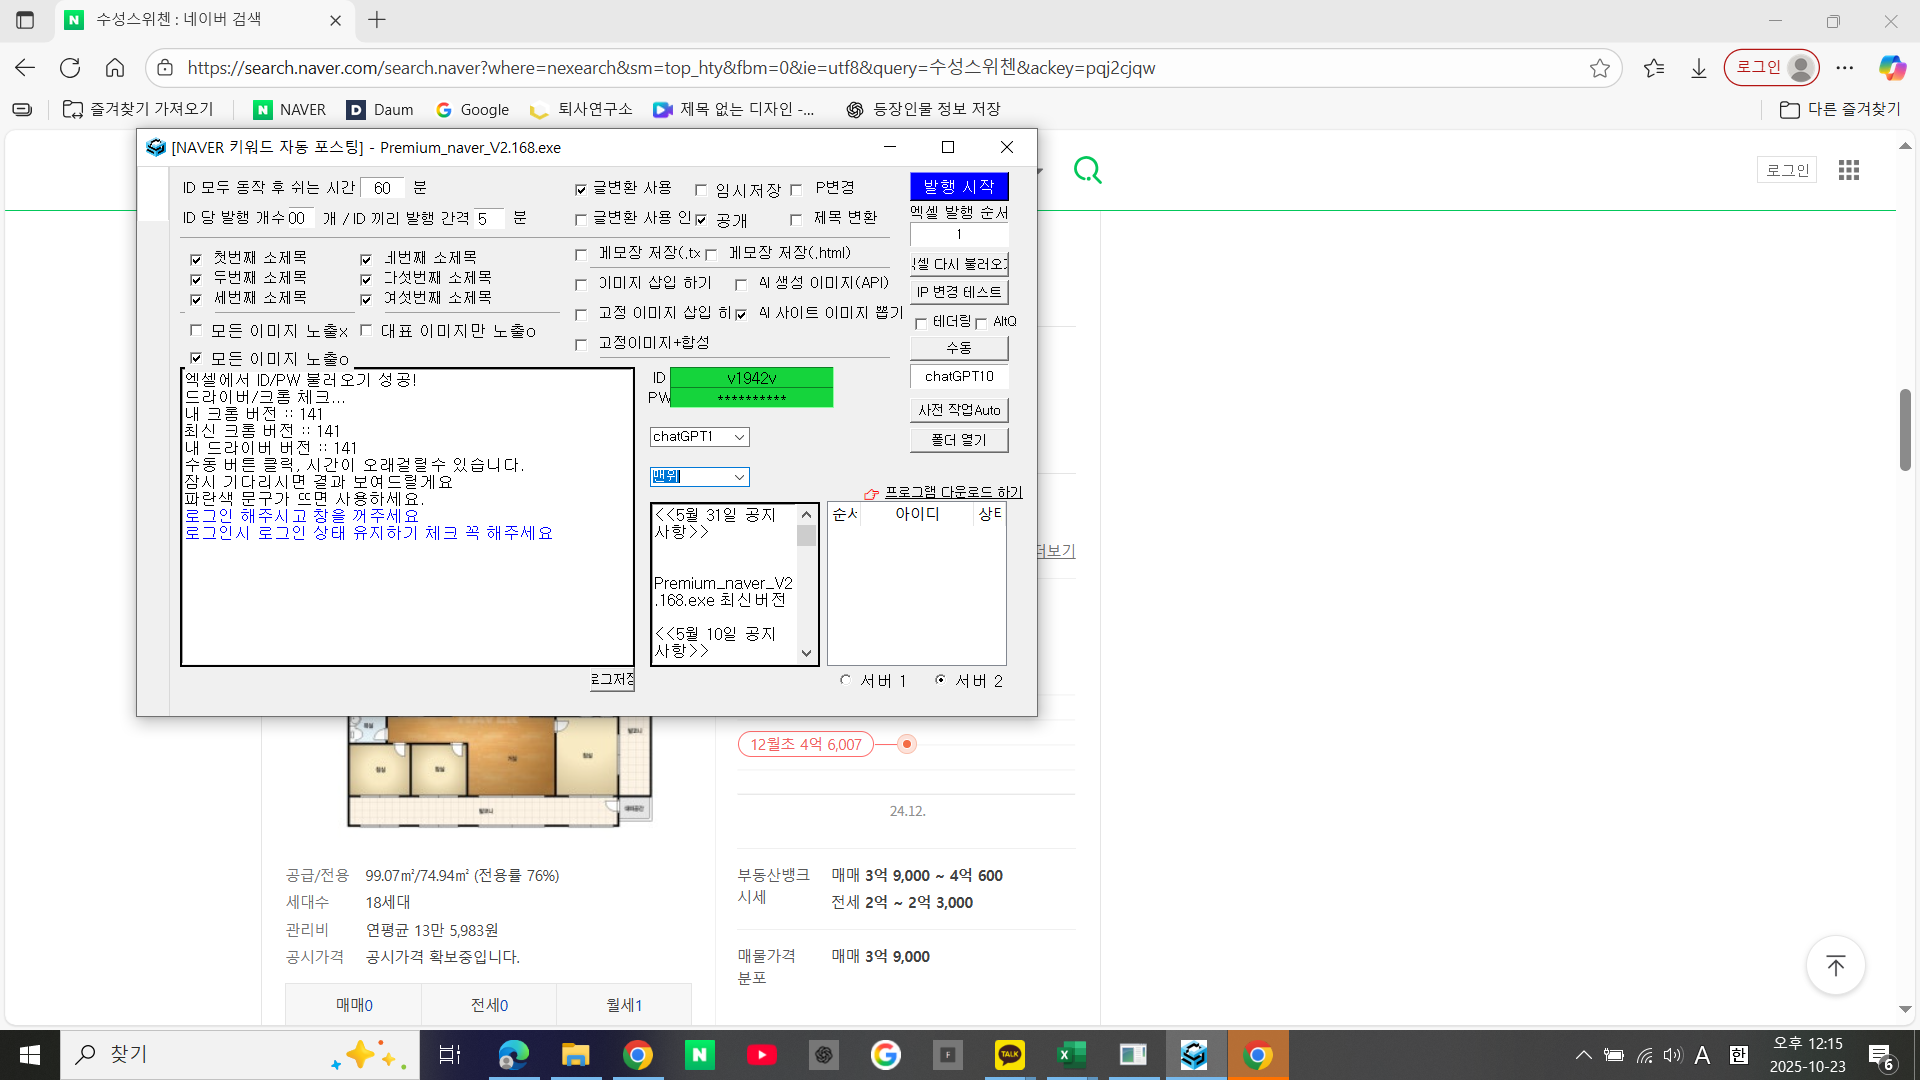 수성스위첸 : 네이버 검색
https://search.naver.com/search.naver?where=nexearch&sm=top_hty&fbm=0&ie=utf8&query=수성스위첸&ackey=pqj2cjqw
로그인
즐겨찾기 가져오기
NAVER
Daum
Google
퇴사연구소
제목 없는 디자인 -...
등장인물 정보 저장
다른 즐겨찾기
[NAVER 키워드 자동 포스팅] - Premium_naver_V2.168.exe
로그인
ID 모두 동작 후 쉬는 시간 60 분
글변환 사용
임시저장
P변경
발행 시작
ID 당 발행 개수 00 개 / ID 끼리 발행 간격 5 분
글변환 사용 인
공개
제목 변환
엑셀 발행 순서
1
첫번째 소제목
네번째 소제목
메모장 저장(.tx
메모장 저장(.html)
엑셀 다시 불러오기
두번째 소제목
다섯번째 소제목
이미지 삽입 하기
AI 생성 이미지(API)
IP 변경 테스트
세번째 소제목
여섯번째 소제목
고정 이미지 삽입 하
AI 사이트 이미지 뽑기
테더링
AltQ
모든 이미지 노출x
대표 이미지만 노출o
고정이미지+합성
수동
모든 이미지 노출o
엑셀에서 ID/PW 불러오기 성공!
드라이버/크롬 체크...
내 크롬 버전 :: 141
최신 크롬 버전 :: 141
내 드라이버 버전 :: 141
수동 버튼 클릭, 시간이 오래걸릴수 있습니다.
잠시 기다리시면 결과 보여드릴게요
파란색 문구가 뜨면 사용하세요.
로그인 해주시고 창을 꺼주세요
로그인시 로그인 상태 유지하기 체크 꼭 해주세요
로그저장
ID v1942v
PW **********
chatGPT1
맨위
chatGPT10
사전 작업Auto
폴더 열기
프로그램 다운로드 하기
<<5월 31일 공지
사항>>
Premium_naver_V2
.168.exe 최신버전
<<5월 10일 공지
사항>>
순서
아이디
상태
서버 1
서버 2
더보기
12월초 4억 6,007
24.12.
공급/전용 99.07㎡/74.94㎡ (전용률 76%)
세대수 18세대
관리비 연평균 13만 5,983원
공시가격 공시가격 확보중입니다.
매매0
전세0
월세1
부동산뱅크
시세
매매 3억 9,000 ~ 4억 600
전세 2억 ~ 2억 3,000
매물가격
분포
매매 3억 9,000
찾기
TALK
A
한
오후 12:15
2025-10-23
6